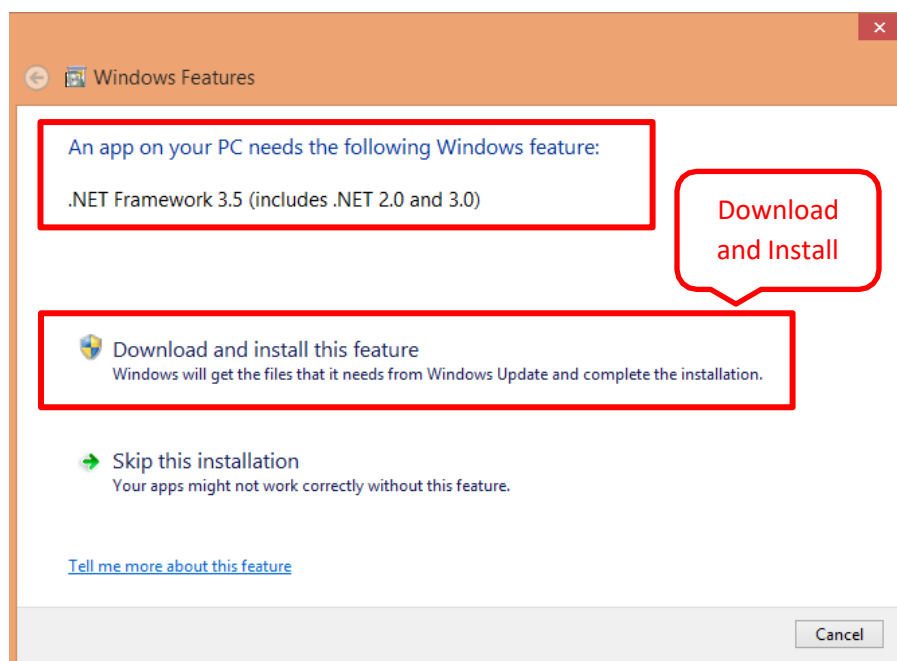 Windows Features
An app on your PC needs the following Windows feature:
.NET Framework 3.5 (includes .NET 2.0 and 3.0)
Download
and Install
Download and install this feature
Windows will get the files that it needs from Windows Update and complete the installation.
Skip this installation
Your apps might not work correctly without this feature.
Tell me more about this feature
Cancel